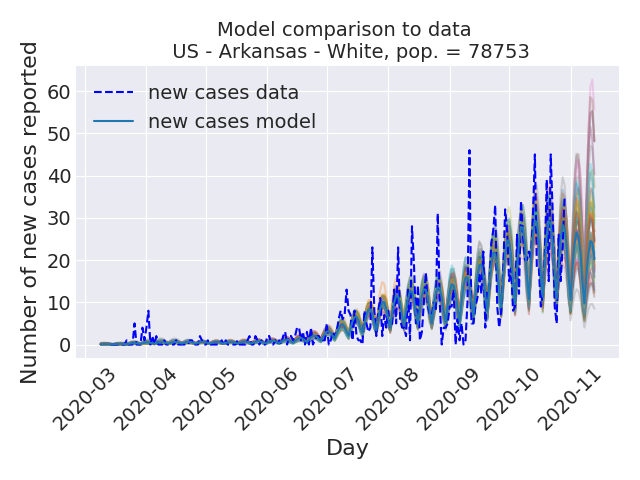 Model comparison to data
US - Arkansas - White, pop. = 78753
Number of new cases reported
60
50
40
30
20
10
0
new cases data
new cases model
2020-03
2020-04
2020-05
2020-06
2020-07
2020-08
2020-09
2020-10
2020-11
Day